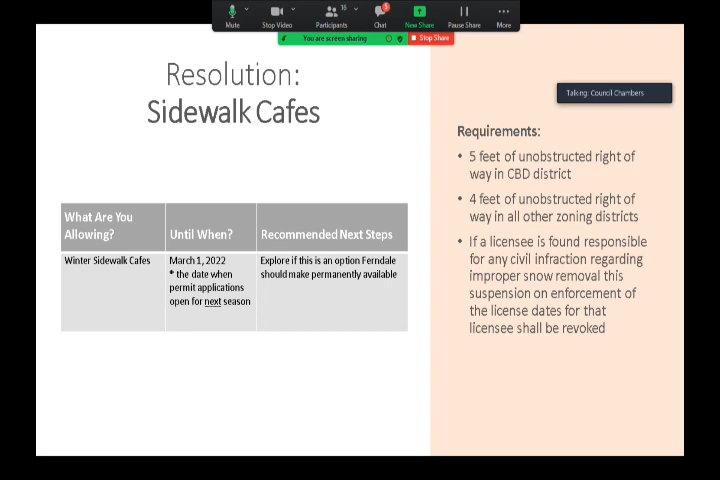 Mute
Stop Video
16
Participants
5
Chat
New Share
Pause Share
More
You are screen sharing
Stop Share
Talking: Council Chambers
Resolution:
Sidewalk Cafes
What Are You
Allowing?
Until When?
Recommended Next Steps
Winter Sidewalk Cafes
March 1, 2022
* the date when
permit applications
open for next season
Explore if this is an option Ferndale
should make permanently available
Requirements:
• 5 feet of unobstructed right of
way in CBD district
• 4 feet of unobstructed right of
way in all other zoning districts
• If a licensee is found responsible
for any civil infraction regarding
improper snow removal this
suspension on enforcement of
the license dates for that
licensee shall be revoked